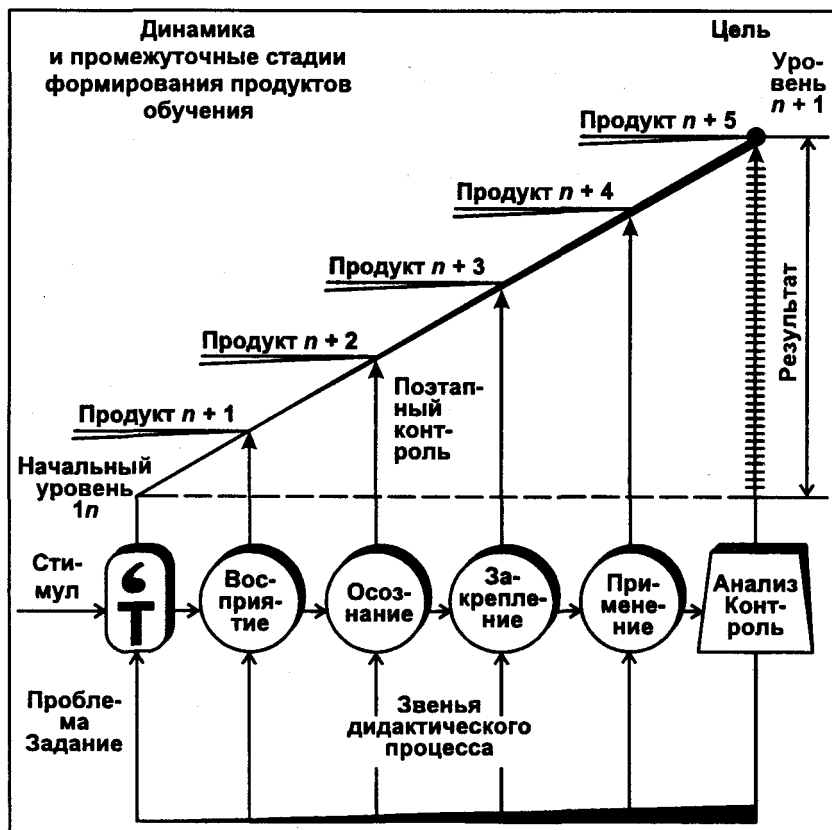 Динамика
и промежуточные стадии
формирования продуктов
обучения
Цель
Уро-
вень
n + 1
Продукт n + 5
Продукт n + 4
Продукт n + 3
Продукт n + 2
Продукт n + 1
Поэтап-
ный
конт-
роль
Результат
Начальный
уровень
1n
Сти-
мул
Вос-
прия-
тие
Осоз-
нание
За-
крепле-
ние
При-
мене-
ние
Анализ
Конт-
роль
Пробле-
ма
Задание
Звенья
дидактического
процесса